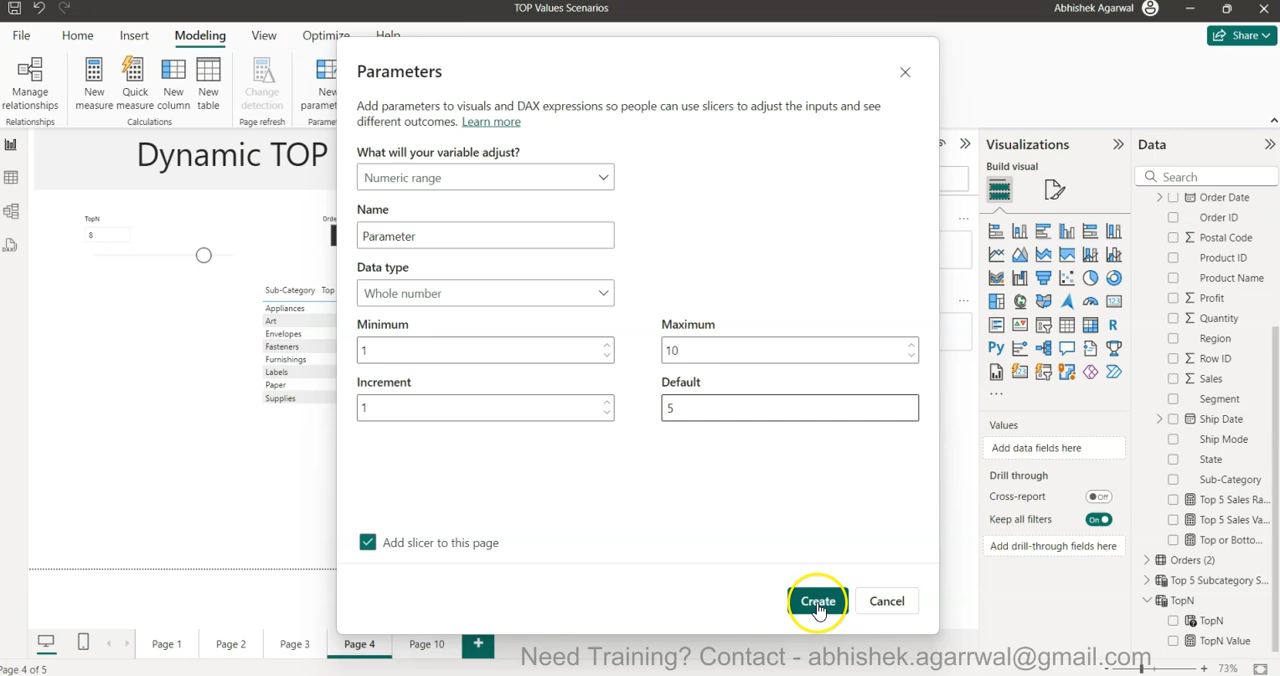 TOP Values Scenarios
Abhishek Agarwal
File Home Insert Modeling View Optimize Help
Share
Manage relationships
New measure
Quick measure
New column
New table
Change detection
New
Relationships
Calculations
Page refresh
Dynamic TOP
TopN
8
Sub-Category Top
Appliances
Art
Envelopes
Fasteners
Furnishings
Labels
Paper
Supplies
Parameters
Add parameters to visuals and DAX expressions so people can use slicers to adjust the inputs and see
different outcomes. Learn more
What will your variable adjust?
Numeric range
Name
Parameter
Data type
Whole number
Minimum
1
Maximum
10
Increment
1
Default
5
Add slicer to this page
Create
Cancel
Visualizations
Build visual
R
Py
...
Values
Add data fields here
Drill through
Cross-report
Off
Keep all filters
On
Add drill-through fields here
Data
Search
Order Date
Order ID
Postal Code
Product ID
Product Name
Profit
Quantity
Region
Row ID
Sales
Segment
Ship Date
Ship Mode
State
Sub-Category
Top 5 Sales Ra...
Top 5 Sales Va...
Top or Botto...
Orders (2)
Top 5 Subcategory S...
TopN
TopN
TopN Value
Page 1 Page 2 Page 3 Page 4 Page 10 +
Page 4 of 5
Need Training? Contact - abhishek.agarrwal@gmail.com
73%